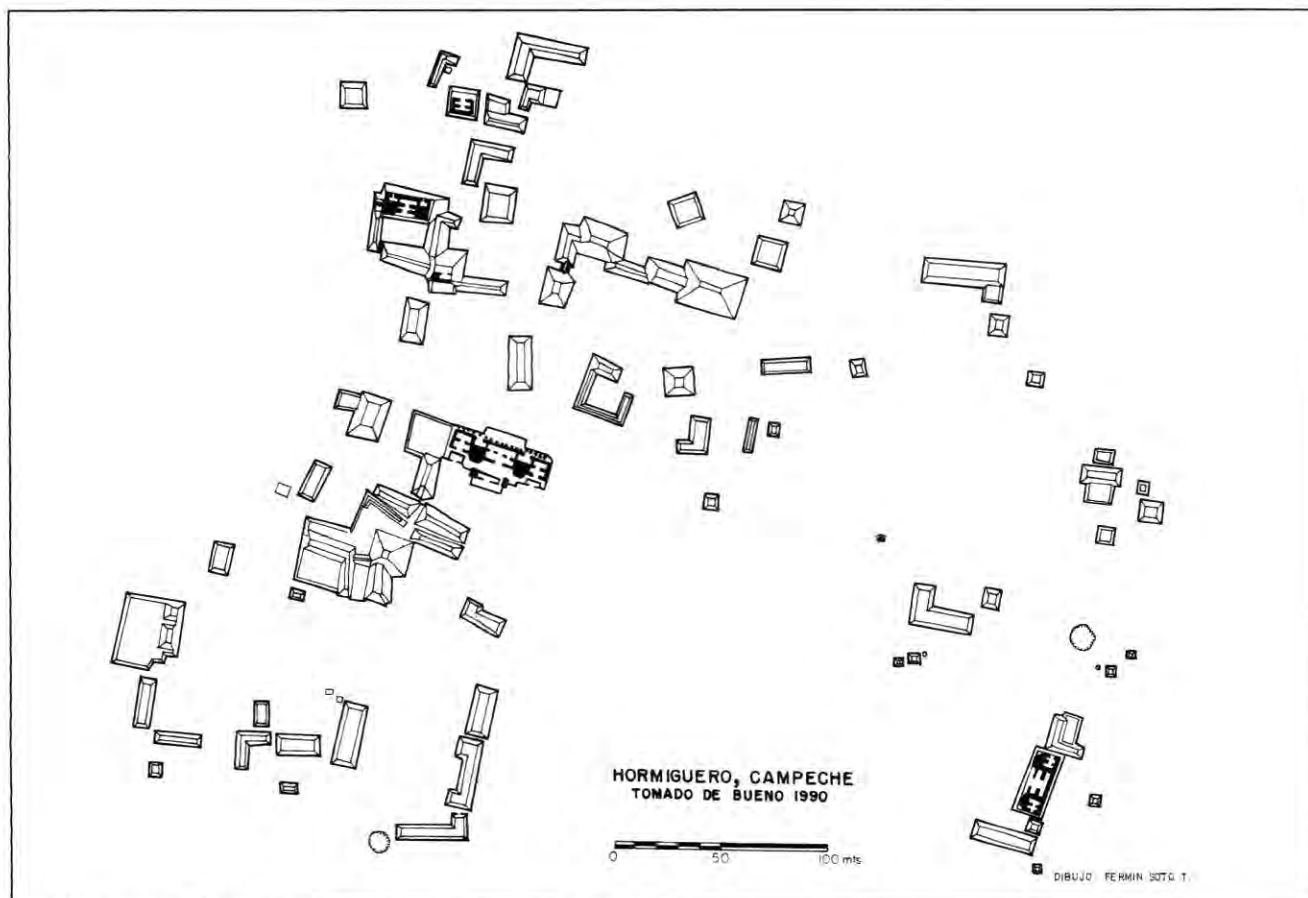 HORMIGUERO, CAMPECHE
TOMADO DE BUENO 1990
0 50 100 mts
DIBUJO: FERMIN SOTO T.